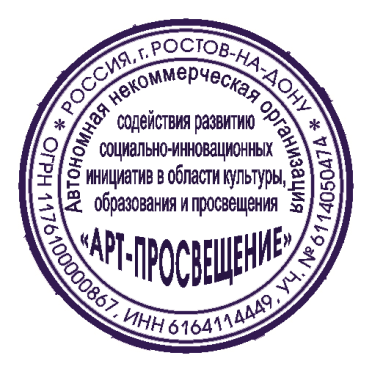 * РОССИЯ, г. РОСТОВ-НА-ДОНУ *
ОГРН 1176100000867, ИНН 6164114449, УЧ. № 6114050474
Автономная некоммерческая организация
содействия развитию
социально-инновационных
инициатив в области культуры,
образования и просвещения
«АРТ-ПРОСВЕЩЕНИЕ»